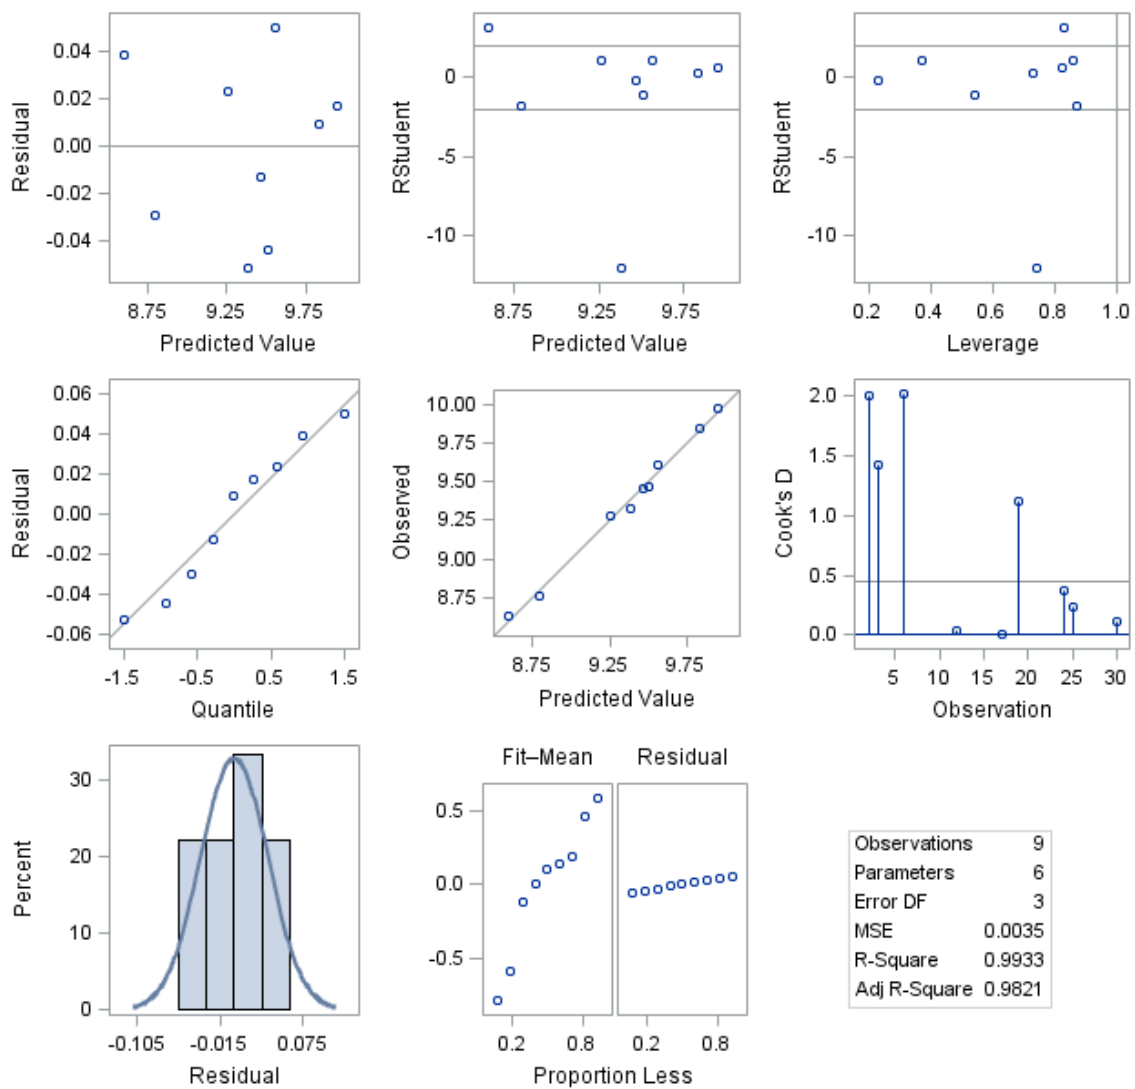 0.04
0.02
0.00
-0.02
-0.04
Residual
8.75 9.25 9.75
Predicted Value
0
-5
-10
RStudent
8.75 9.25 9.75
Predicted Value
0
-5
-10
RStudent
0.2 0.4 0.6 0.8 1.0
Leverage
0.06
0.04
0.02
0.00
-0.02
-0.04
-0.06
Residual
-1.5 -0.5 0.5 1.5
Quantile
10.00
9.75
9.50
9.25
9.00
8.75
Observed
8.75 9.25 9.75
Predicted Value
2.0
1.5
1.0
0.5
0.0
Cook's D
5 10 15 20 25 30
Observation
30
20
10
0
Percent
-0.105 -0.015 0.075
Residual
Fit–Mean Residual
0.5
0.0
-0.5
0.2 0.8 0.2 0.8
Proportion Less
Observations 9
Parameters 6
Error DF 3
MSE 0.0035
R-Square 0.9933
Adj R-Square 0.9821